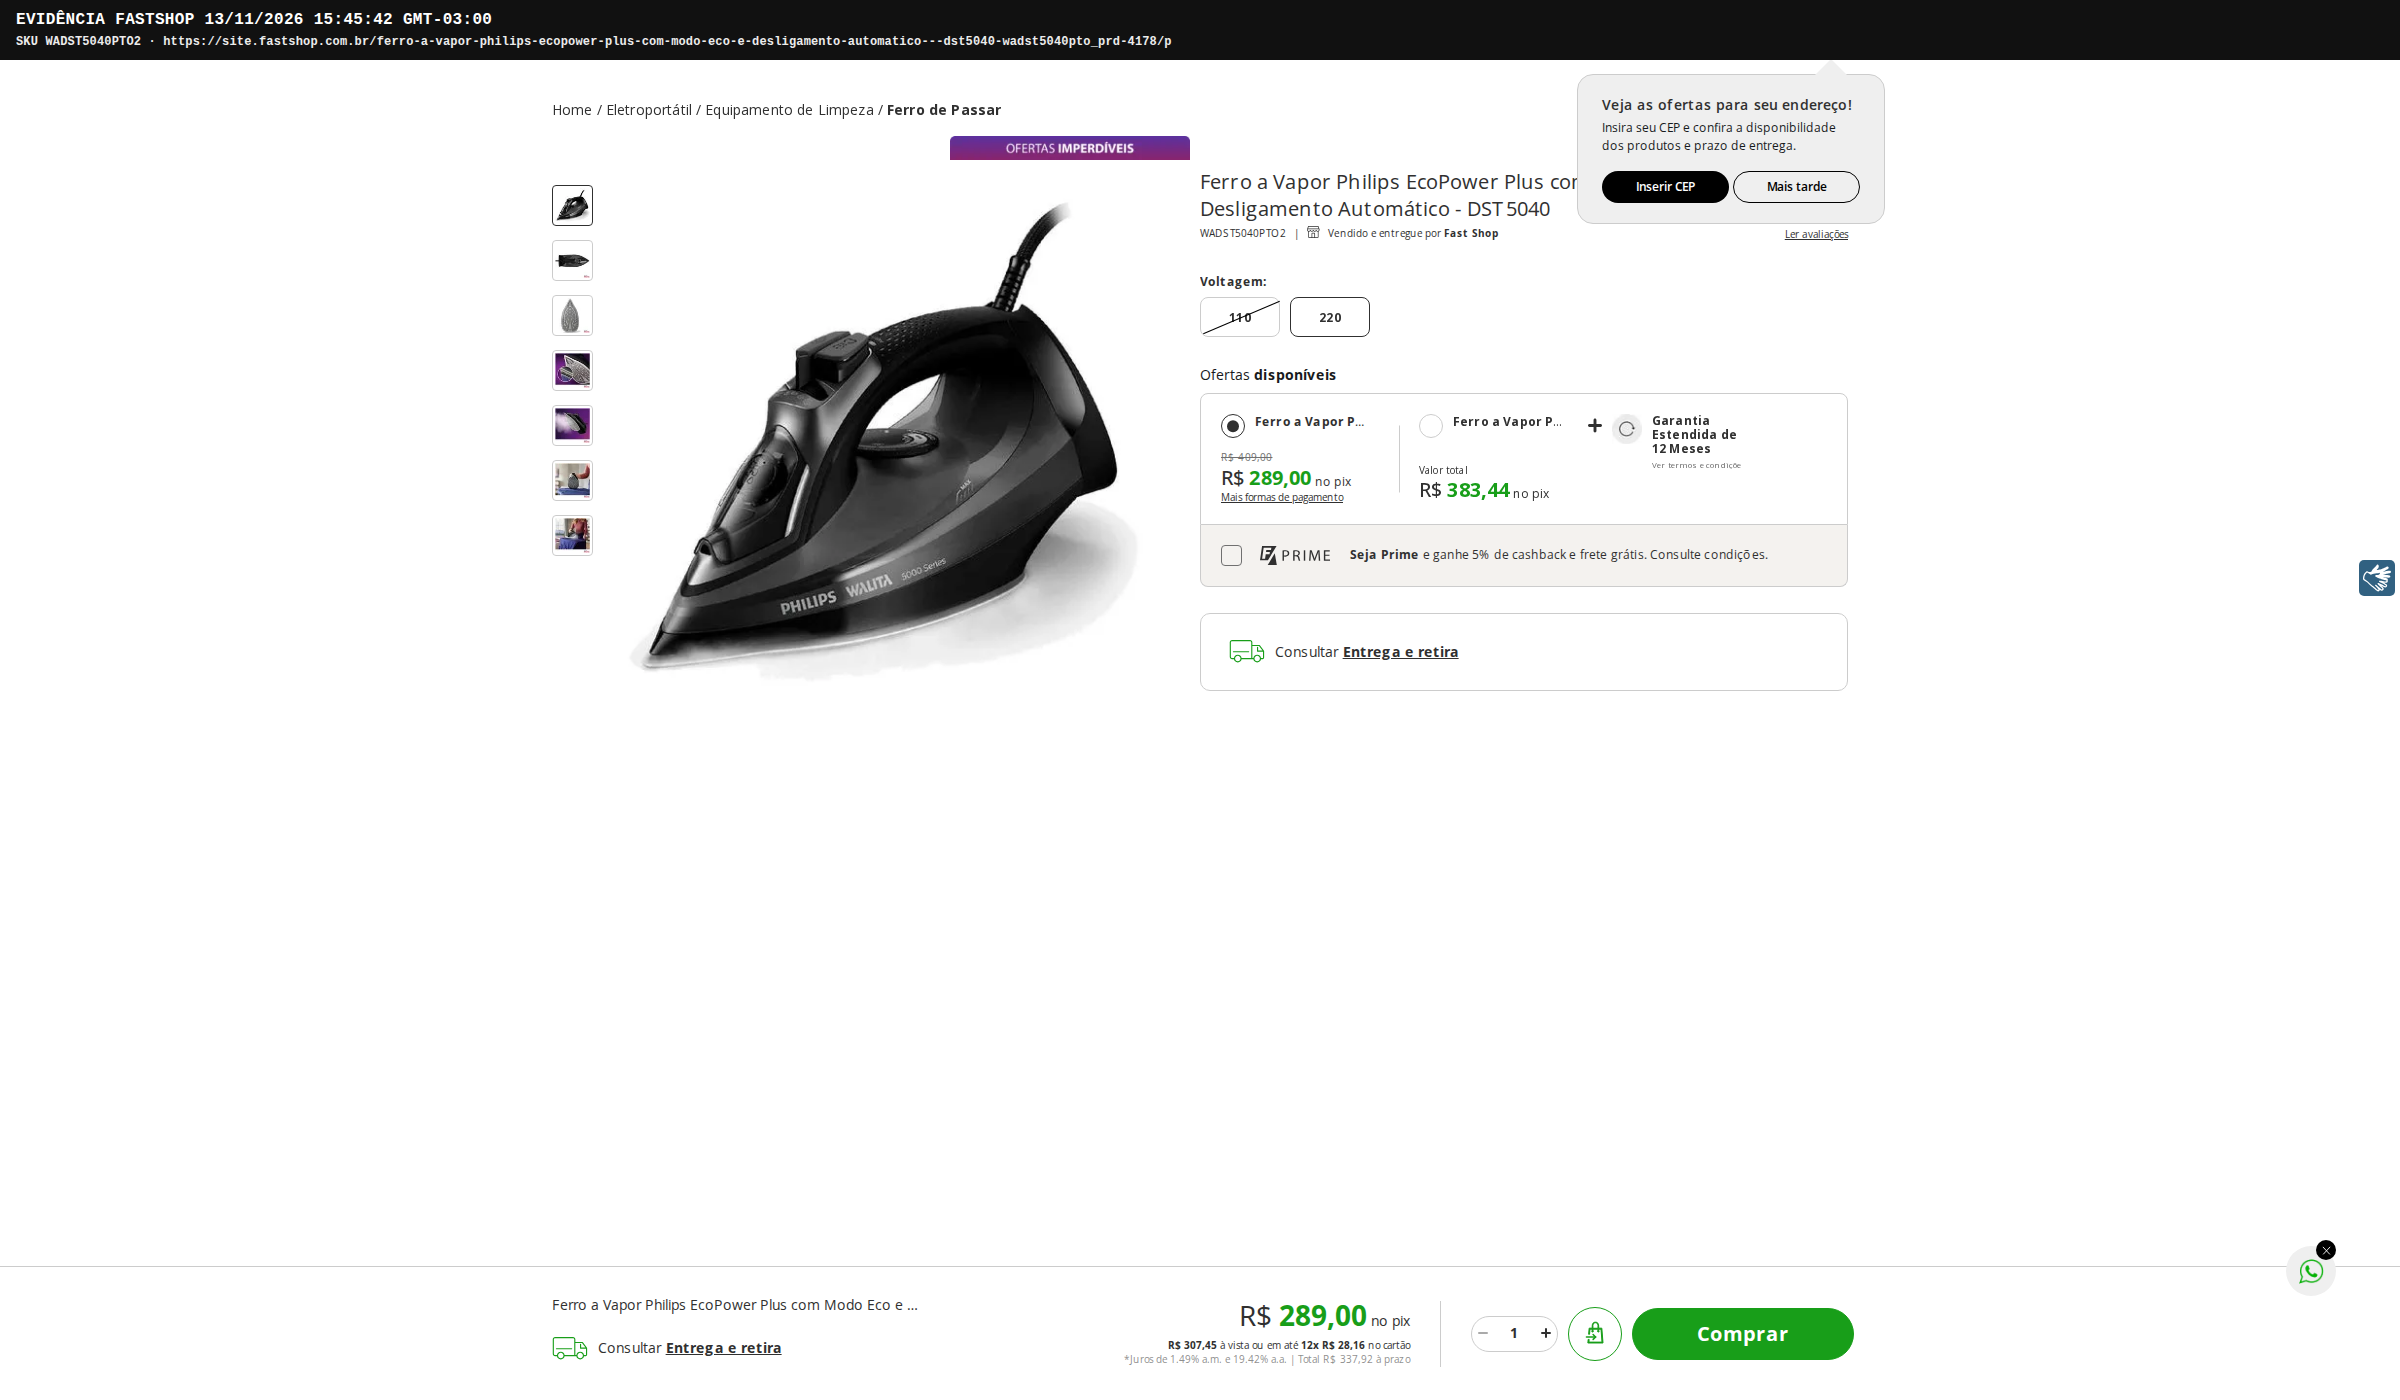 EVIDÊNCIA FASTSHOP 13/11/2026 15:45:42 GMT-03:00
SKU WADST5040PTO2 · https://site.fastshop.com.br/ferro-a-vapor-philips-ecopower-plus-com-modo-eco-e-desligamento-automatico---dst5040-wadst5040pto_prd-4178/p
Home / Eletroportátil / Equipamento de Limpeza / Ferro de Passar
Veja as ofertas para seu endereço!
Insira seu CEP e confira a disponibilidade
dos produtos e prazo de entrega.
Inserir CEP
Mais tarde
OFERTAS IMPERDÍVEIS
Ferro a Vapor Philips EcoPower Plus
Desligamento Automático - DST5040
WADST5040PTO2 | Vendido e entregue por Fast Shop
Ler avaliações
Voltagem:
110
220
Ofertas disponíveis
Ferro a Vapor P...
R$ 409,00
R$ 289,00 no pix
Mais formas de pagamento
Ferro a Vapor P...
Valor total
R$ 383,44 no pix
+
Garantia
Estendida de
12 Meses
Ver termos e condiçõe
PRIME
Seja Prime e ganhe 5% de cashback e frete grátis. Consulte condições.
Consultar Entrega e retira
MAX
PHILIPS WALITA 5000 Series
Ferro a Vapor Philips EcoPower Plus com Modo Eco e ...
Consultar Entrega e retira
R$ 289,00 no pix
R$ 307,45 à vista ou em até 12x R$ 28,16 no cartão
*Juros de 1.49% a.m. e 19.42% a.a. | Total R$ 337,92 à prazo
− 1 +
Comprar